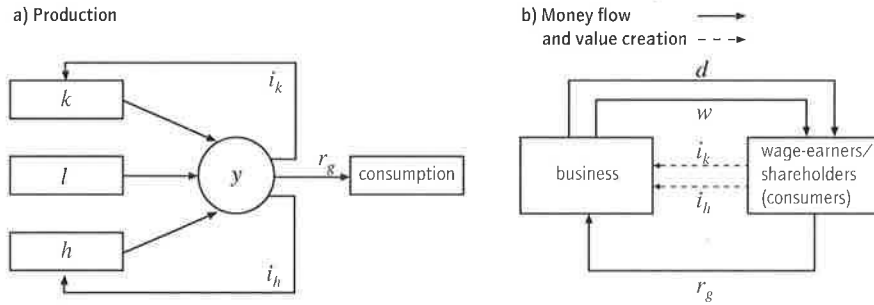 a) Production
k
l
h
y
i_k
r_g
i_h
consumption
b) Money flow
and value creation
d
w
business
i_k
i_h
wage-earners/
shareholders
(consumers)
r_g